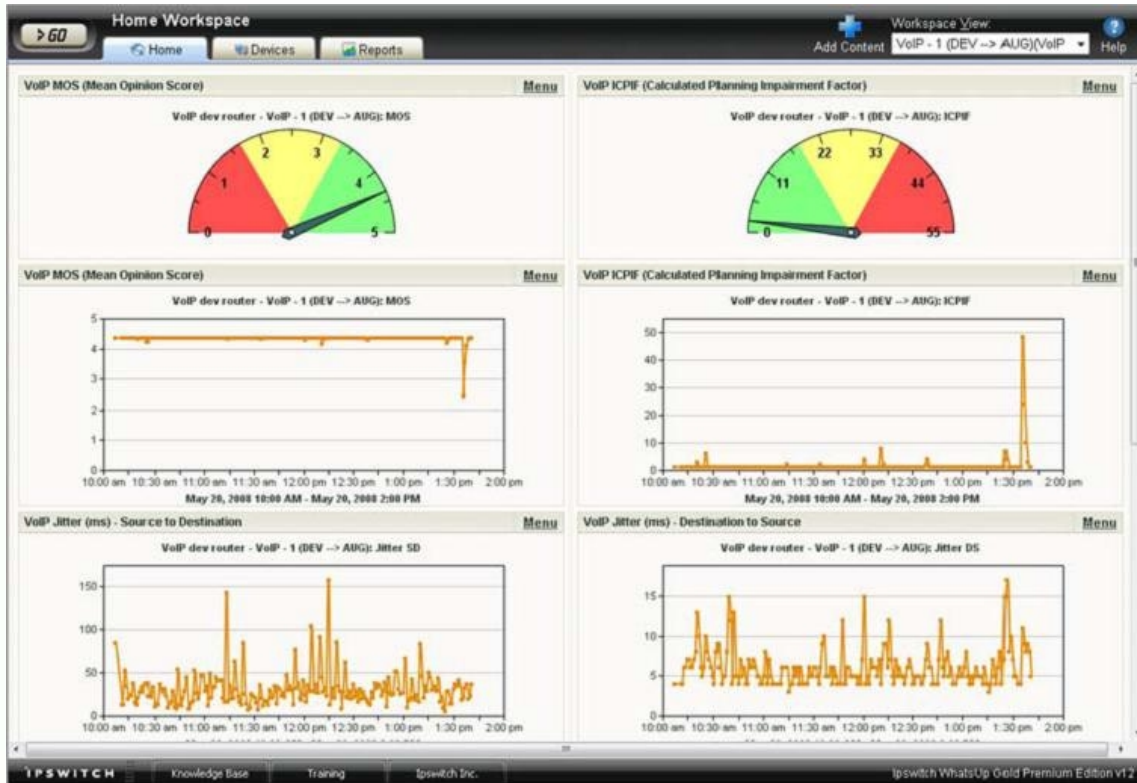 > GO
Home Workspace
Home
Devices
Reports
Add Content
Workspace View:
VoIP - 1 (DEV --> AUG)(VoIP
Help
VoIP MOS (Mean Opinion Score)
Menu
VoIP dev router - VoIP - 1 (DEV --> AUG): MOS
0 1 2 3 4 5
VoIP ICPIF (Calculated Planning Impairment Factor)
Menu
VoIP dev router - VoIP - 1 (DEV --> AUG): ICPIF
0 11 22 33 44 55
VoIP MOS (Mean Opinion Score)
Menu
VoIP dev router - VoIP - 1 (DEV --> AUG): MOS
5
4
3
2
1
0
10:00 am 10:30 am 11:00 am 11:30 am 12:00 pm 12:30 pm 1:00 pm 1:30 pm 2:00 pm
May 20, 2008 10:00 AM - May 20, 2008 2:00 PM
VoIP ICPIF (Calculated Planning Impairment Factor)
Menu
VoIP dev router - VoIP - 1 (DEV --> AUG): ICPIF
50
40
30
20
10
0
10:00 am 10:30 am 11:00 am 11:30 am 12:00 pm 12:30 pm 1:00 pm 1:30 pm 2:00 pm
May 20, 2008 10:00 AM - May 20, 2008 2:00 PM
VoIP Jitter (ms) - Source to Destination
Menu
VoIP dev router - VoIP - 1 (DEV --> AUG): Jitter SD
150
100
50
0
10:00 am 10:30 am 11:00 am 11:30 am 12:00 pm 12:30 pm 1:00 pm 1:30 pm 2:00 pm
VoIP Jitter (ms) - Destination to Source
Menu
VoIP dev router - VoIP - 1 (DEV --> AUG): Jitter DS
15
10
5
0
10:00 am 10:30 am 11:00 am 11:30 am 12:00 pm 12:30 pm 1:00 pm 1:30 pm 2:00 pm
IPSWITCH
Knowledge Base
Training
Ipswitch Inc.
Ipswitch WhatsUp Gold Premium Edition v12